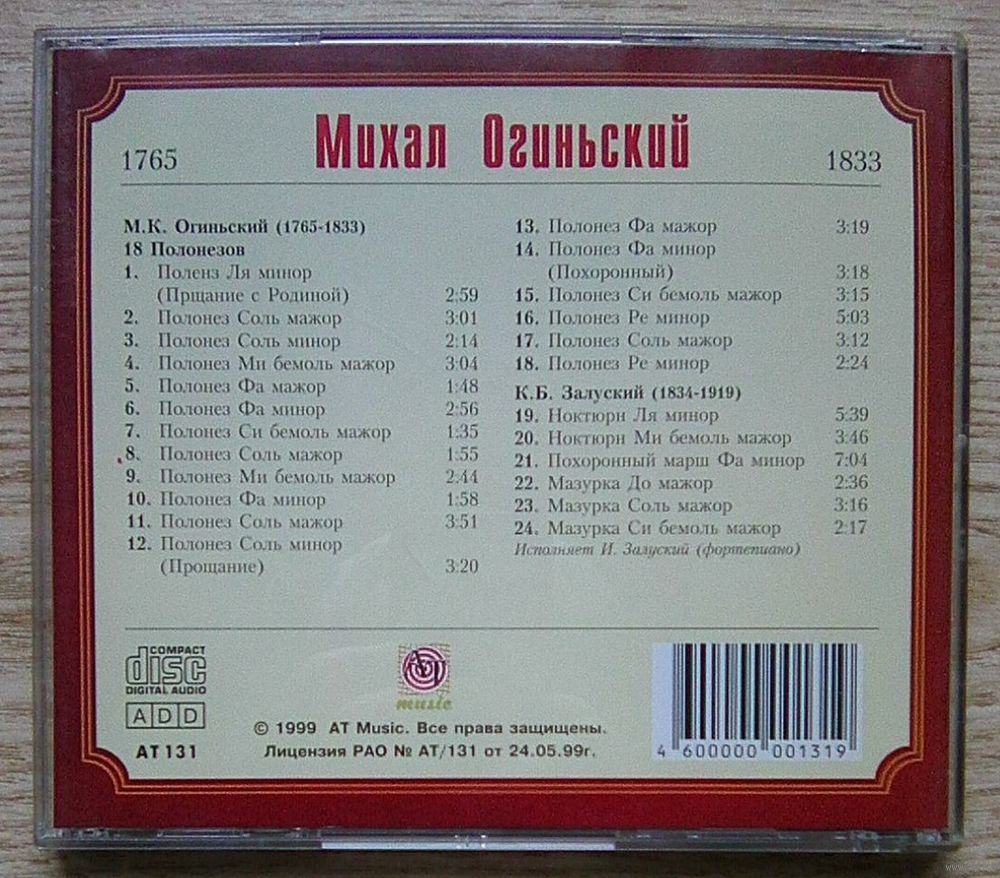 Михал Огиньский
1765
1833
М.К. Огиньский (1765-1833)
18 Полонезов
1. Поленз Ля минор
(Прщание с Родиной) 2:59
2. Полонез Соль мажор 3:01
3. Полонез Соль минор 2:14
4. Полонез Ми бемоль мажор 3:04
5. Полонез Фа мажор 1:48
6. Полонез Фа минор 2:56
7. Полонез Си бемоль мажор 1:35
8. Полонез Соль мажор 1:55
9. Полонез Ми бемоль мажор 2:44
10. Полонез Фа минор 1:58
11. Полонез Соль мажор 3:51
12. Полонез Соль минор
(Прощание) 3:20
13. Полонез Фа мажор 3:19
14. Полонез Фа минор
(Похоронный) 3:18
15. Полонез Си бемоль мажор 3:15
16. Полонез Ре минор 5:03
17. Полонез Соль мажор 3:12
18. Полонез Ре минор 2:24
К.Б. Залуский (1834-1919)
19. Ноктюрн Ля минор 5:39
20. Ноктюрн Ми бемоль мажор 3:46
21. Похоронный марш Фа минор 7:04
22. Мазурка До мажор 2:36
23. Мазурка Соль мажор 3:16
24. Мазурка Си бемоль мажор 2:17
Исполняет И. Залуский (фортепиано)
COMPACT
disc
DIGITAL AUDIO
ADD
AT 131
AT
music
© 1999 AT Music. Все права защищены.
Лицензия РАО № АТ/131 от 24.05.99г.
4 600000 001319